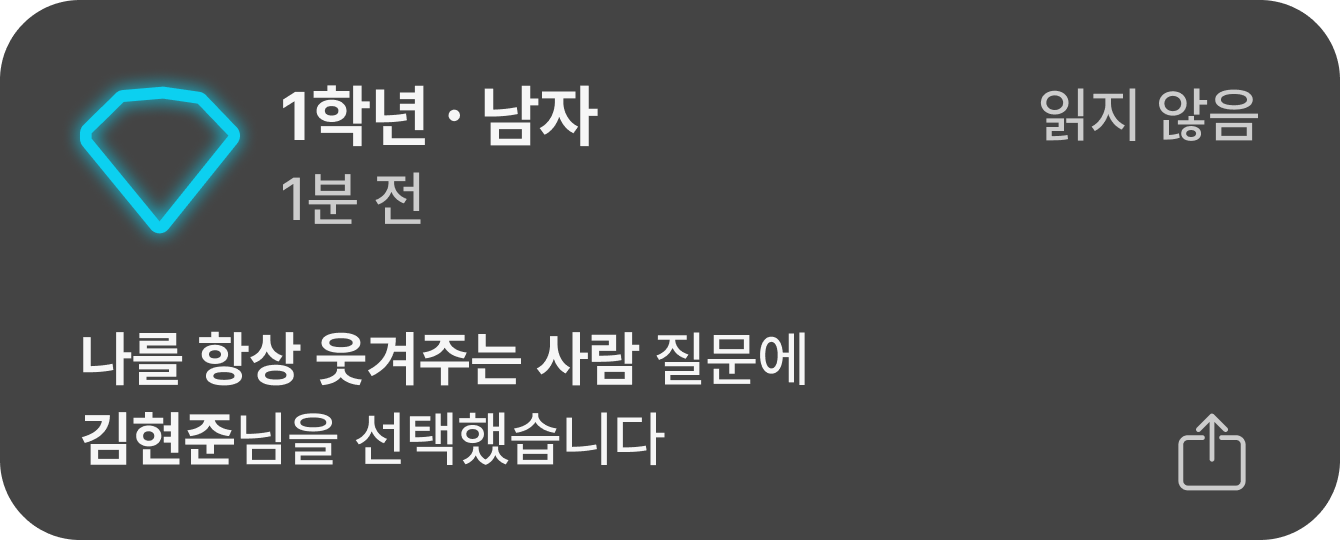 1학년 · 남자
읽지 않음
1분 전
나를 항상 웃겨주는 사람 질문에
김현준님을 선택했습니다